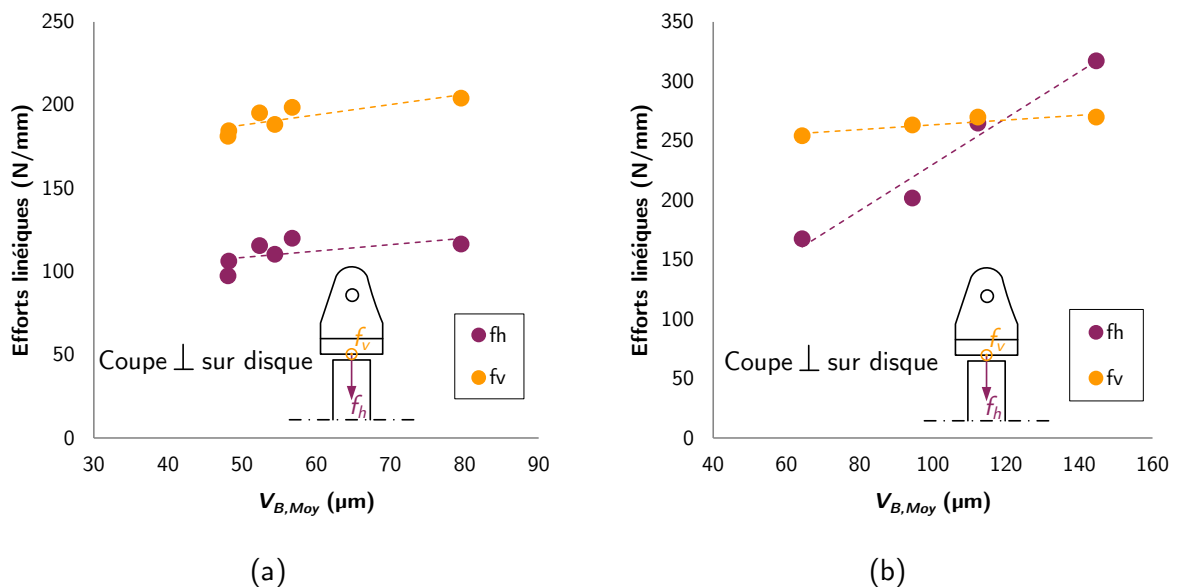 Efforts linéiques (N/mm)
250
200
150
100
50
0
30 40 50 60 70 80 90
V_B,Moy (µm)
Coupe ⊥ sur disque
f_v
f_h
fh
fv
(a)
Efforts linéiques (N/mm)
350
300
250
200
150
100
50
0
40 60 80 100 120 140 160
V_B,Moy (µm)
Coupe ⊥ sur disque
f_v
f_h
fh
fv
(b)